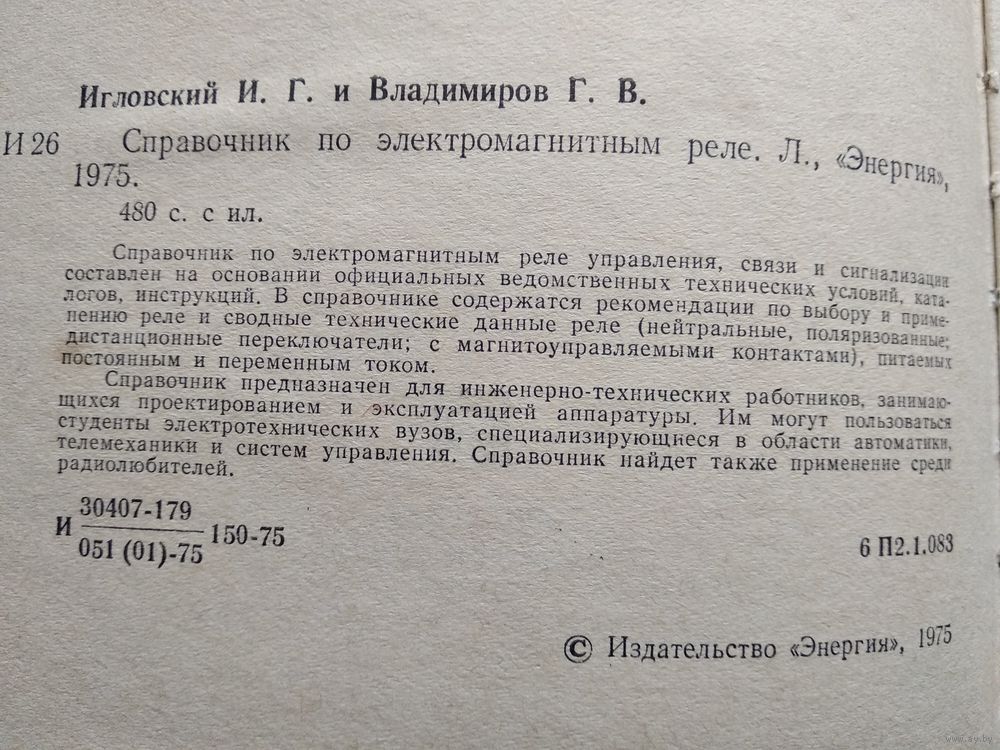 Игловский И. Г. и Владимиров Г. В.
И 26 Справочник по электромагнитным реле. Л., «Энергия»,
1975.
480 с. с ил.
Справочник по электромагнитным реле управления, связи и сигнализации
составлен на основании официальных ведомственных технических условий, ката-
логов, инструкций. В справочнике содержатся рекомендации по выбору и приме-
нению реле и сводные технические данные реле (нейтральные, поляризованные;
дистанционные переключатели; с магнитоуправляемыми контактами), питаемых
постоянным и переменным током.
Справочник предназначен для инженерно-технических работников, занимаю-
щихся проектированием и эксплуатацией аппаратуры. Им могут пользоваться
студенты электротехнических вузов, специализирующиеся в области автоматики,
телемеханики и систем управления. Справочник найдет также применение среди
радиолюбителей.
30407-179
И 150-75
051 (01)-75
6 П2.1.083
© Издательство «Энергия», 1975
www.ay.by